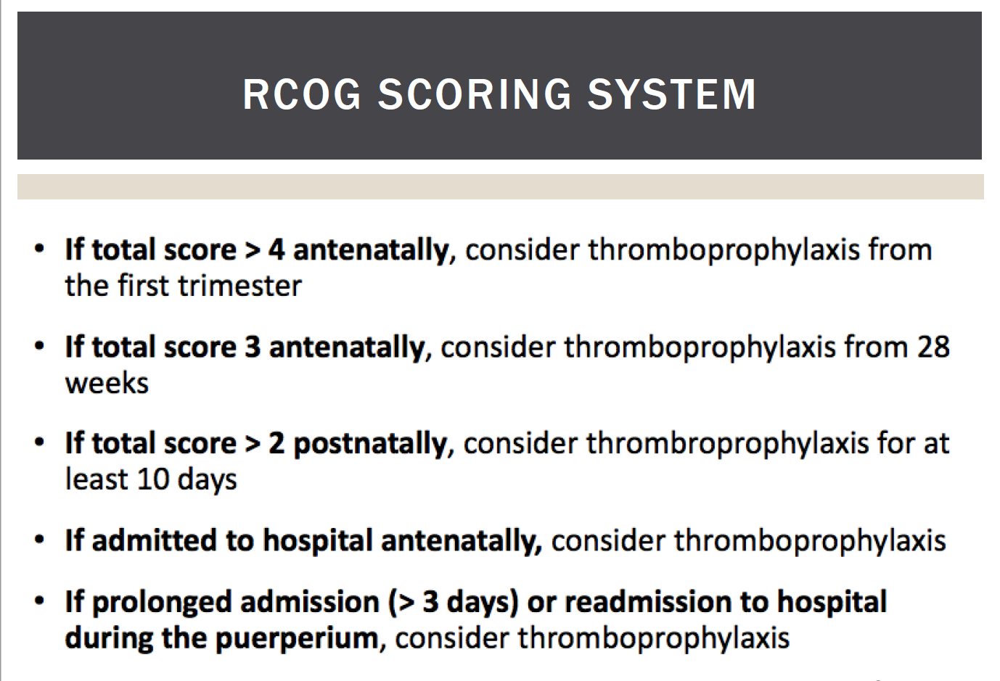 RCOG SCORING SYSTEM
• If total score > 4 antenatally, consider thromboprophylaxis from
the first trimester
• If total score 3 antenatally, consider thromboprophylaxis from 28
weeks
• If total score > 2 postnatally, consider thrombroprophylaxis for at
least 10 days
• If admitted to hospital antenatally, consider thromboprophylaxis
• If prolonged admission (> 3 days) or readmission to hospital
during the puerperium, consider thromboprophylaxis